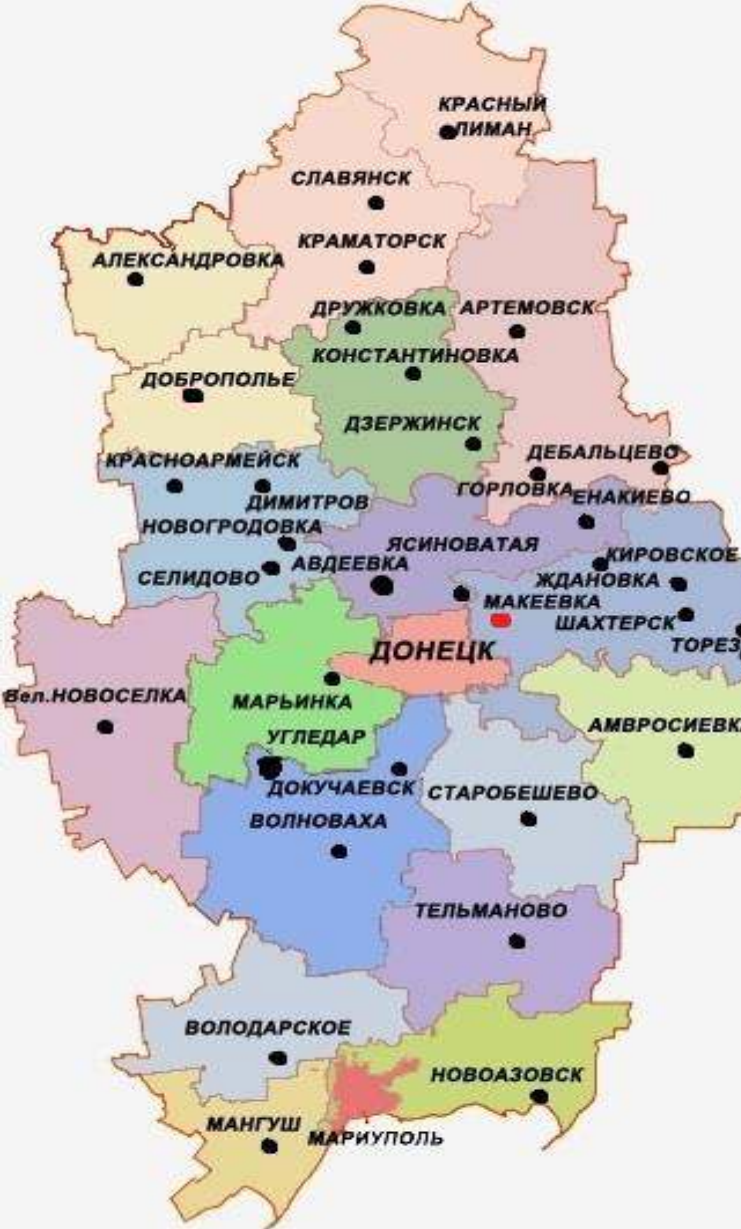 КРАСНЫЙ
ЛИМАН
СЛАВЯНСК
КРАМАТОРСК
АЛЕКСАНДРОВКА
ДРУЖКОВКА
АРТЕМОВСК
КОНСТАНТИНОВКА
ДОБРОПОЛЬЕ
ДЗЕРЖИНСК
ДЕБАЛЬЦЕВО
КРАСНОАРМЕЙСК
ГОРЛОВКА
ЕНАКИЕВО
ДИМИТРОВ
НОВОГРОДОВКА
ЯСИНОВАТАЯ
КИРОВСКОЕ
АВДЕЕВКА
СЕЛИДОВО
ЖДАНОВКА
МАКЕЕВКА
ШАХТЕРСК
ТОРЕЗ
ДОНЕЦК
Вел.НОВОСЕЛКА
МАРЬИНКА
АМВРОСИЕВК
УГЛЕДАР
ДОКУЧАЕВСК
СТАРОБЕШЕВО
ВОЛНОВАХА
ТЕЛЬМАНОВО
ВОЛОДАРСКОЕ
НОВОАЗОВСК
МАНГУШ
МАРИУПОЛЬ